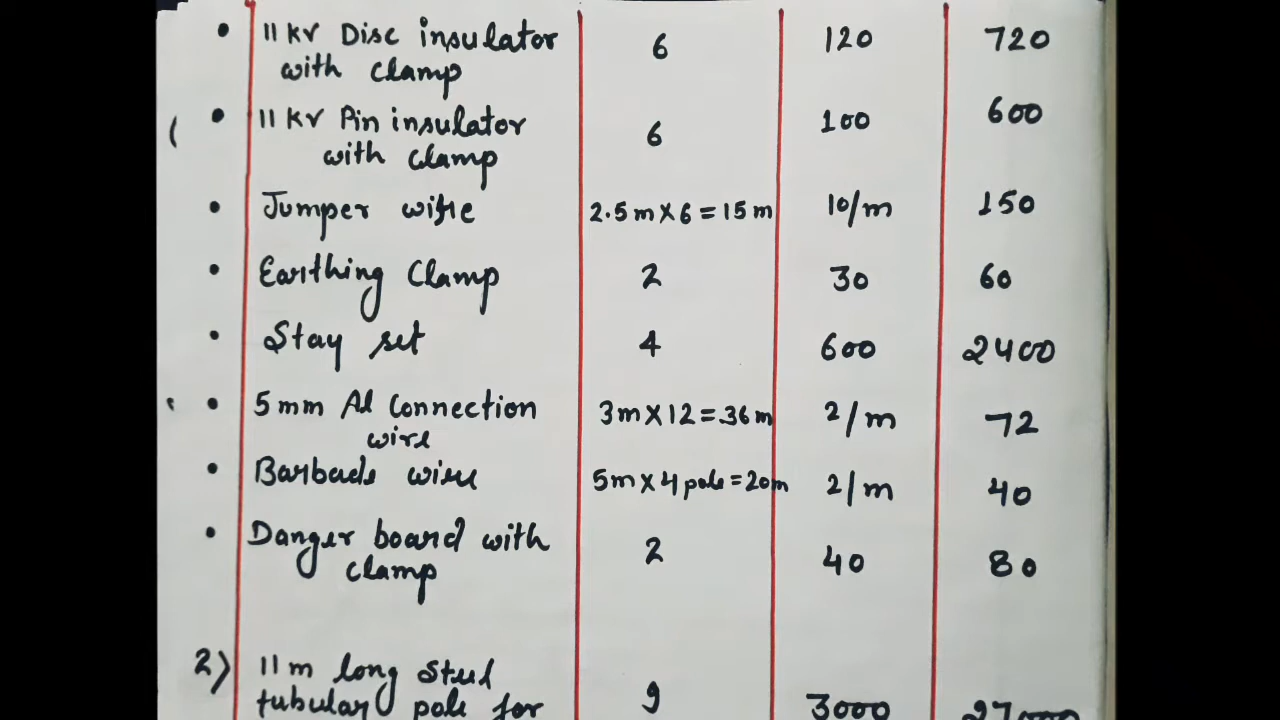 • 11 kV Disc insulator 6 120 720
with clamp
• 11 kV Pin insulator 6 100 600
with clamp
• Jumper wire 2.5 m X 6 = 15 m 10/m 150
• Earthing Clamp 2 30 60
• Stay set 4 600 2400
• 5 mm Al Connection 3m X 12 = 36 m 2/m 72
wire
• Barbade wire 5m X 4 pole = 20m 2/m 40
• Danger board with 2 40 80
clamp
2) 11 m long Steel
tubular pole for 9 3000 27000